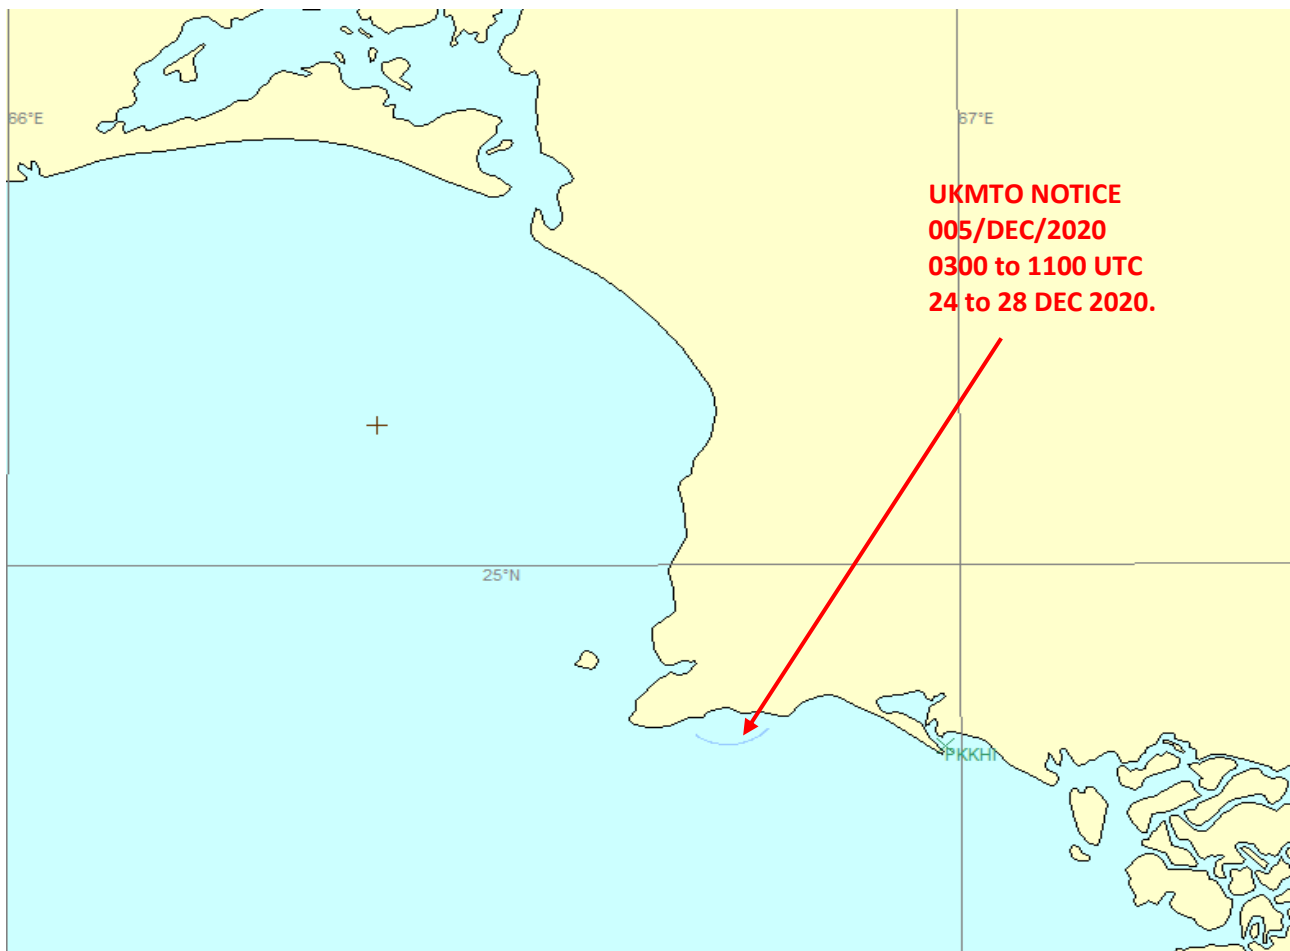 66°E
67°E
UKMTO NOTICE
005/DEC/2020
0300 to 1100 UTC
24 to 28 DEC 2020.
25°N
PKKHI